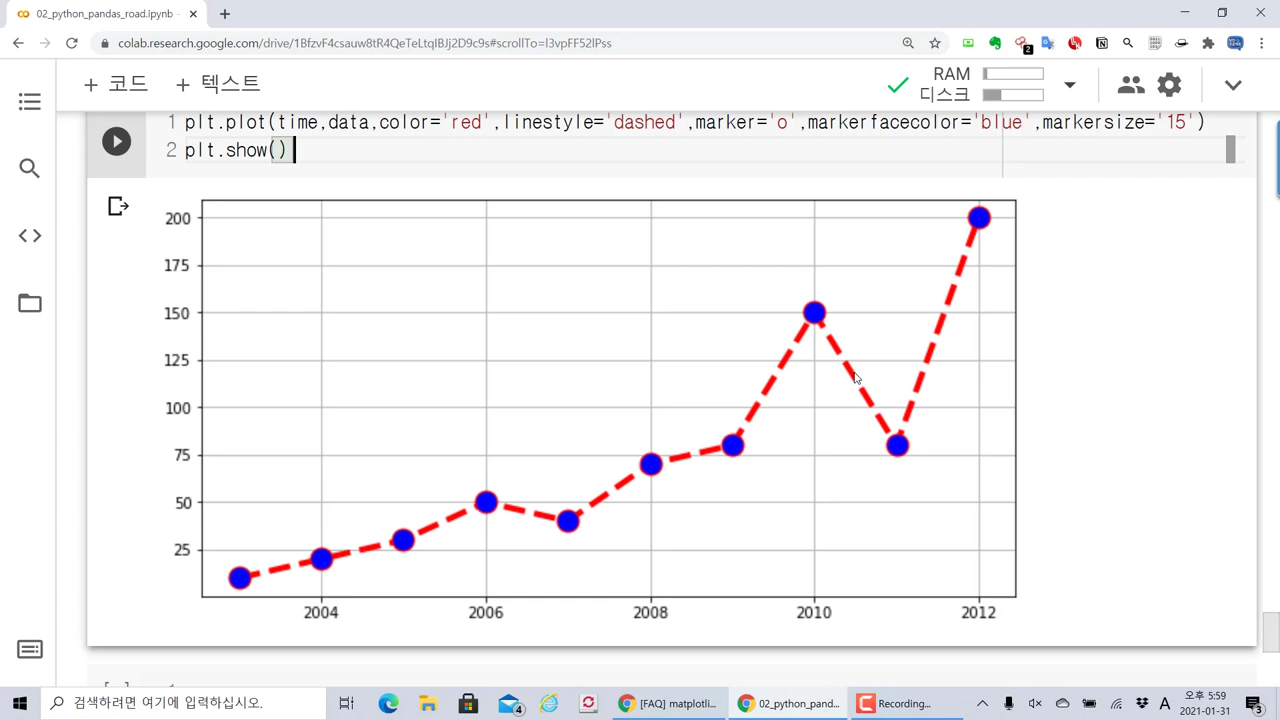 02_python_pandas_road.ipynb -
colab.research.google.com/drive/1BfzvF4csauw8tR4QeTeLtqIBJj2D9c9s#scrollTo=I3vpFF52lPss
2
+ 코드 + 텍스트
RAM
디스크
1 plt.plot(time,data,color='red',linestyle='dashed',marker='o',markerfacecolor='blue',markersize='15')
2 plt.show()
200
175
150
125
100
75
50
25
2004 2006 2008 2010 2012
검색하려면 여기에 입력하십시오.
4
[FAQ] matplotli...
02_python_pand...
Recording...
A
오후 5:59
2021-01-31
3